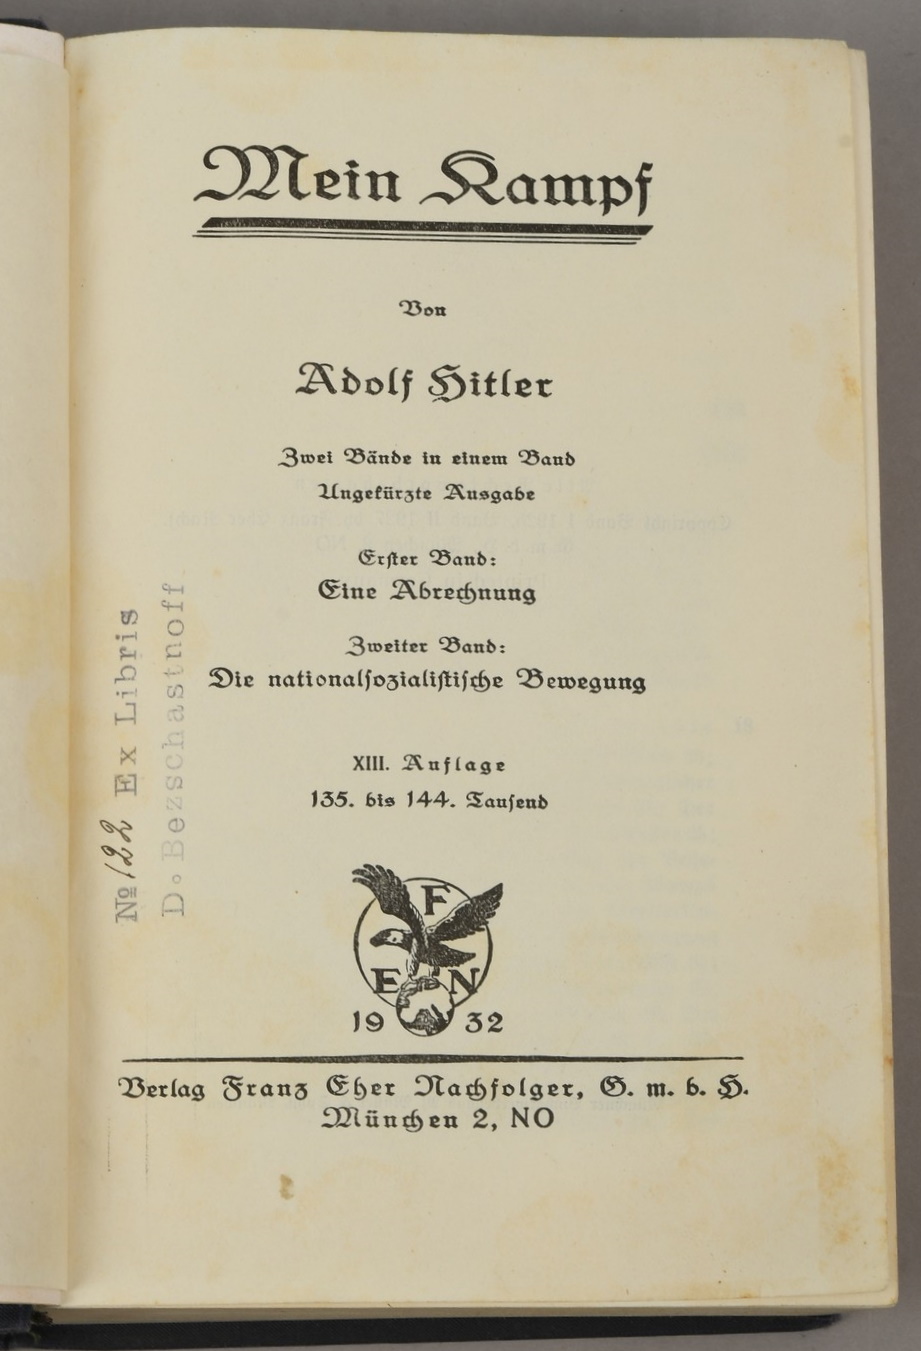 Mein Kampf
Von
Adolf Hitler
Zwei Bände in einem Band
Ungekürzte Ausgabe
Erster Band:
Eine Abrechnung
Zweiter Band:
Die nationalsozialistische Bewegung
XIII. Auflage
135. bis 144. Tausend
F
E N
19 32
Verlag Franz Eher Nachfolger, G. m. b. H.
München 2, NO
№ 122 Ex Libris
D. Bezschastnoff